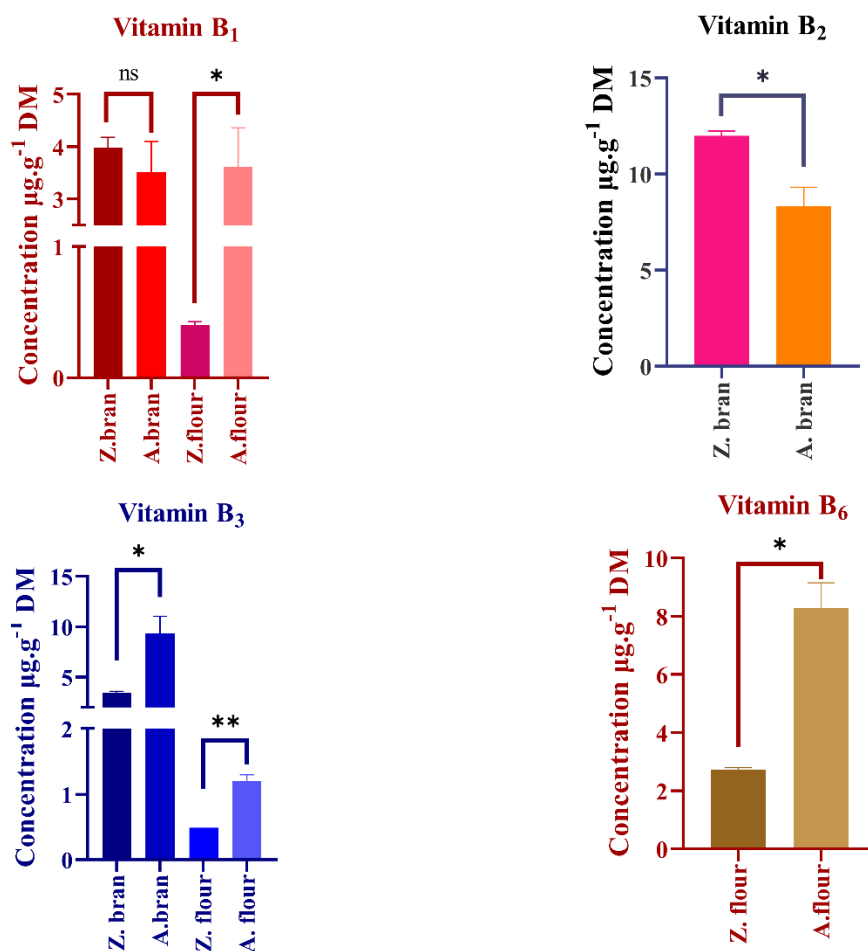 Vitamin B₁
ns
*
Concentration µg.g⁻¹ DM
5
4
3
1
0
Z.bran
A.bran
Z.flour
A.flour
Vitamin B₂
*
Concentration µg.g⁻¹ DM
15
10
5
0
Z. bran
A. bran
Vitamin B₃
*
**
Concentration µg.g⁻¹ DM
15
10
5
2
1
0
Z. bran
A.bran
Z. flour
A. flour
Vitamin B₆
*
Concentration µg.g⁻¹ DM
10
8
6
4
2
0
Z. flour
A.flour